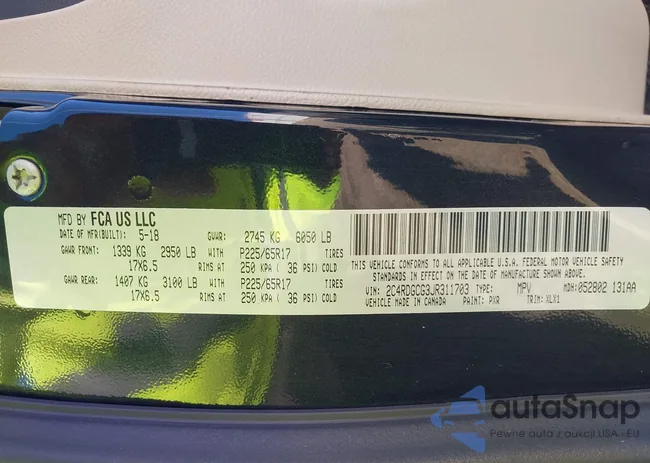 MFD BY FCA US LLC
DATE OF MFR(BUILT): 5-18 GVWR: 2745 KG 6050 LB
GAWR FRONT: 1339 KG 2950 LB WITH P225/65R17 TIRES
17X6.5 RIMS AT 250 KPA ( 36 PSI) COLD
GAWR REAR: 1407 KG 3100 LB WITH P225/65R17 TIRES
17X6.5 RIMS AT 250 KPA ( 36 PSI) COLD
THIS VEHICLE CONFORMS TO ALL APPLICABLE U.S.A. FEDERAL MOTOR VEHICLE SAFETY
STANDARDS IN EFFECT ON THE DATE OF MANUFACTURE SHOWN ABOVE.
VIN: 2C4RDGCG3JR311703 TYPE: MPV MDH:052802 131AA
VEHICLE MADE IN CANADA PAINT: PXR TRIM: XLX1
autaSnap
Pewne auta z aukcji USA - EU